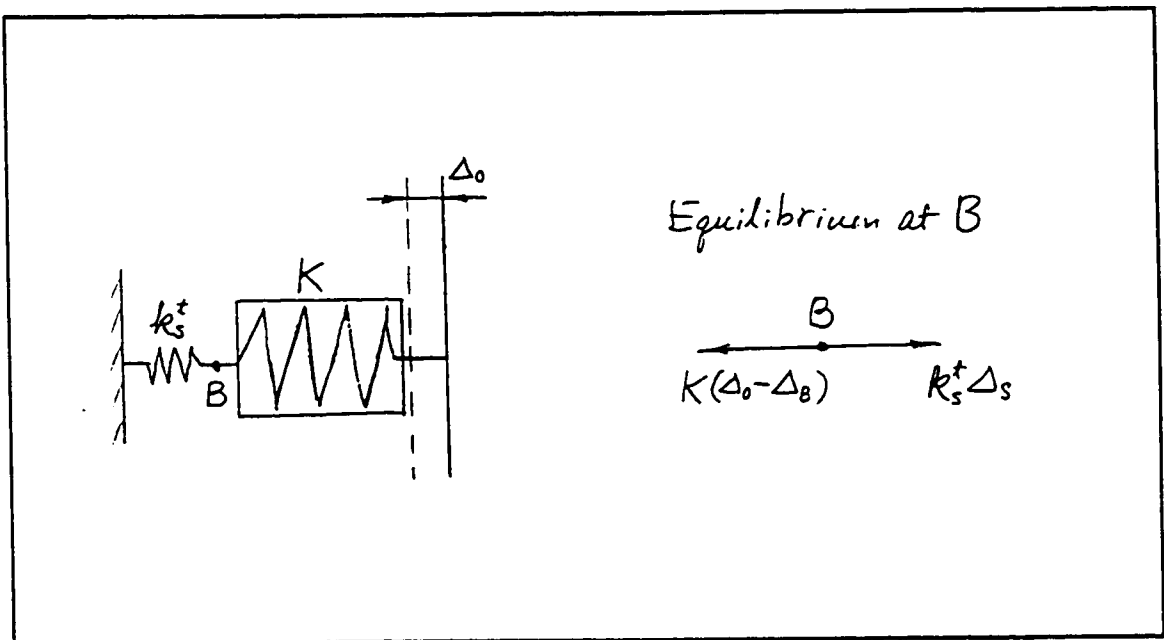 Δ₀
K
kₛᵗ
B
Equilibrium at B
B
K(Δ₀-Δ_B)
kₛᵗΔₛ